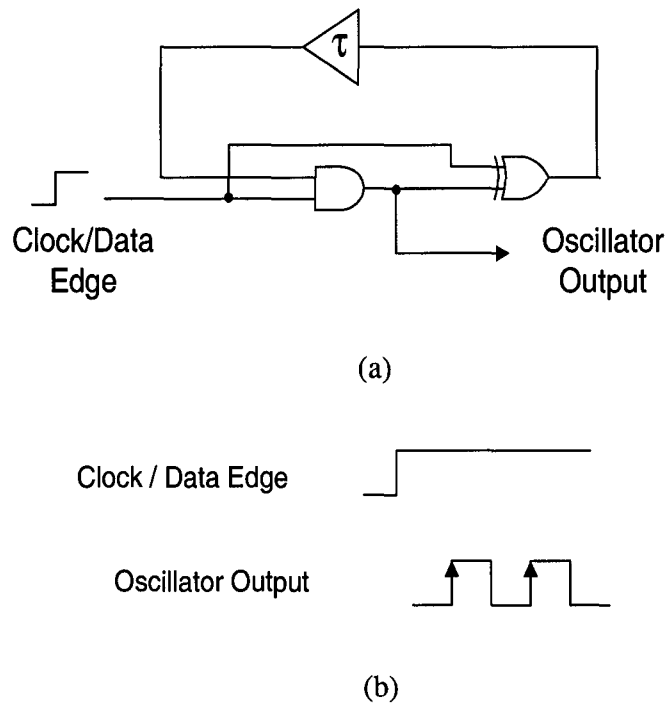 τ
Clock/Data
Edge
Oscillator
Output
(a)
Clock / Data Edge
Oscillator Output
(b)